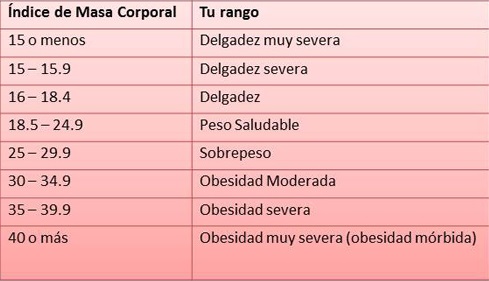 Índice de Masa Corporal Tu rango
15 o menos Delgadez muy severa
15 – 15.9 Delgadez severa
16 – 18.4 Delgadez
18.5 – 24.9 Peso Saludable
25 – 29.9 Sobrepeso
30 – 34.9 Obesidad Moderada
35 – 39.9 Obesidad severa
40 o más Obesidad muy severa (obesidad mórbida)